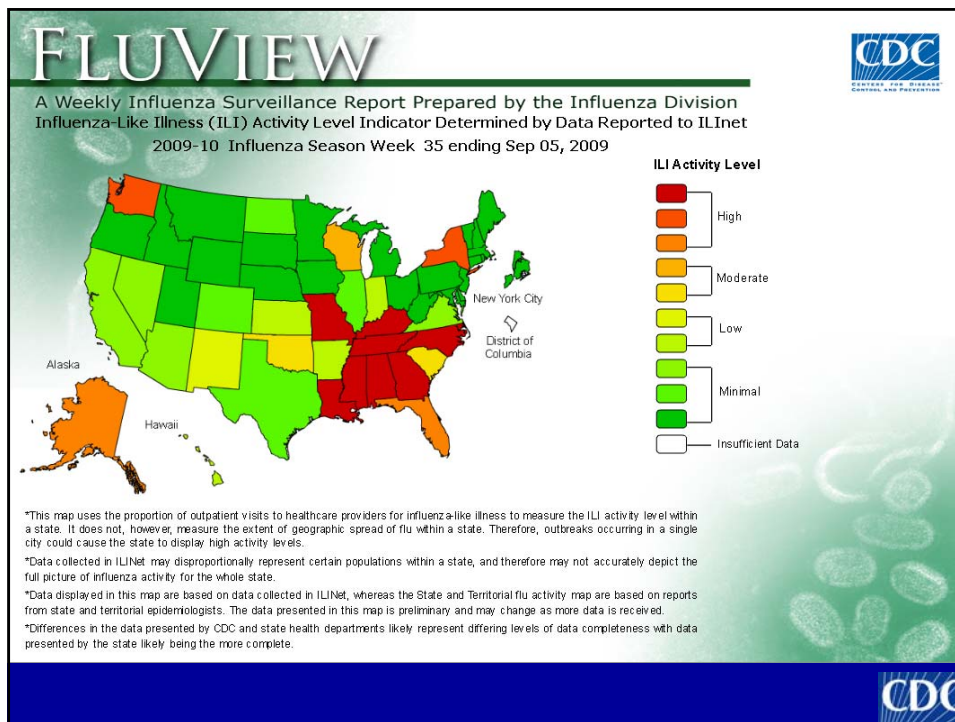 FLUVIEW
CDC
CENTERS FOR DISEASE
CONTROL AND PREVENTION
A Weekly Influenza Surveillance Report Prepared by the Influenza Division
Influenza-Like Illness (ILI) Activity Level Indicator Determined by Data Reported to ILInet
2009-10 Influenza Season Week 35 ending Sep 05, 2009
ILI Activity Level
High
Moderate
Low
Minimal
Insufficient Data
New York City
District of
Columbia
Alaska
Hawaii
*This map uses the proportion of outpatient visits to healthcare providers for influenza-like illness to measure the ILI activity level within
a state. It does not, however, measure the extent of geographic spread of flu within a state. Therefore, outbreaks occurring in a single
city could cause the state to display high activity levels.
*Data collected in ILINet may disproportionally represent certain populations within a state, and therefore may not accurately depict the
full picture of influenza activity for the whole state.
*Data displayed in this map are based on data collected in ILINet, whereas the State and Territorial flu activity map are based on reports
from state and territorial epidemiologists. The data presented in this map is preliminary and may change as more data is received.
*Differences in the data presented by CDC and state health departments likely represent differing levels of data completeness with data
presented by the state likely being the more complete.
CDC